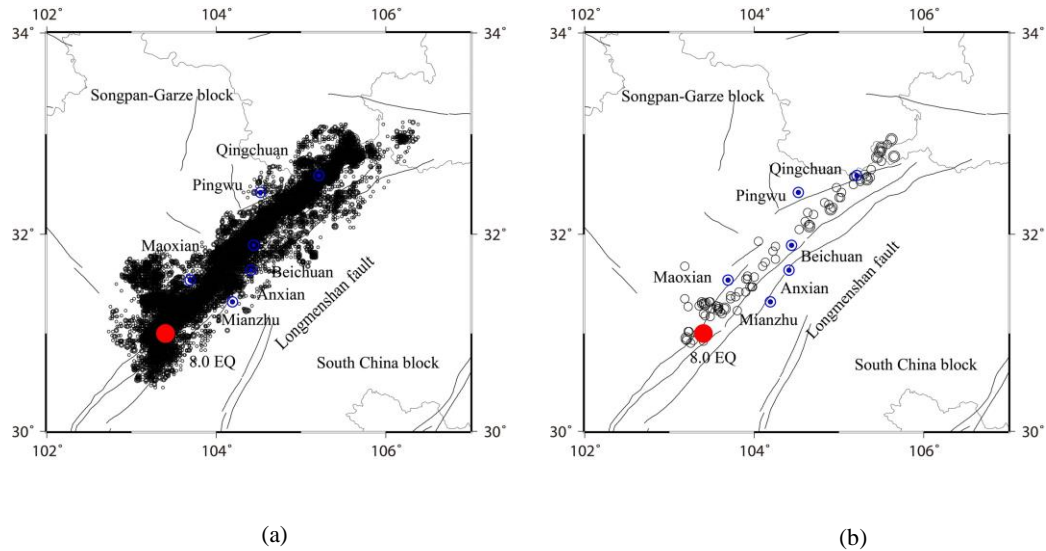 102° 104° 106°
34° 34°
32° 32°
30° 30°
102° 104° 106°
Songpan-Garze block
Qingchuan
Pingwu
Maoxian
Beichuan
Anxian
Mianzhu
8.0 EQ
Longmenshan fault
South China block
(a)
102° 104° 106°
34° 34°
32° 32°
30° 30°
102° 104° 106°
Songpan-Garze block
Qingchuan
Pingwu
Beichuan
Maoxian
Anxian
Mianzhu
8.0 EQ
Longmenshan fault
South China block
(b)